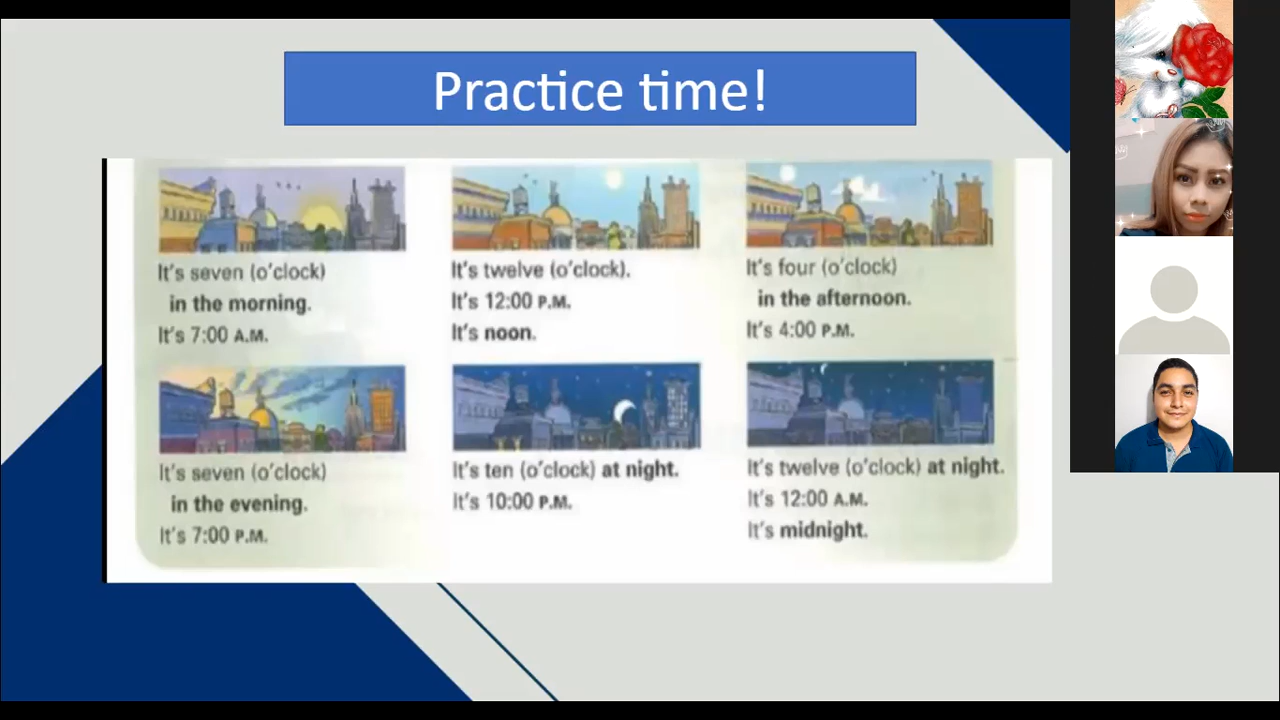 Practice time!
It's seven (o'clock)
in the morning.
It's 7:00 A.M.
It's twelve (o'clock).
It's 12:00 P.M.
It's noon.
It's four (o'clock)
in the afternoon.
It's 4:00 P.M.
It's seven (o'clock)
in the evening.
It's 7:00 P.M.
It's ten (o'clock) at night.
It's 10:00 P.M.
It's twelve (o'clock) at night.
It's 12:00 A.M.
It's midnight.